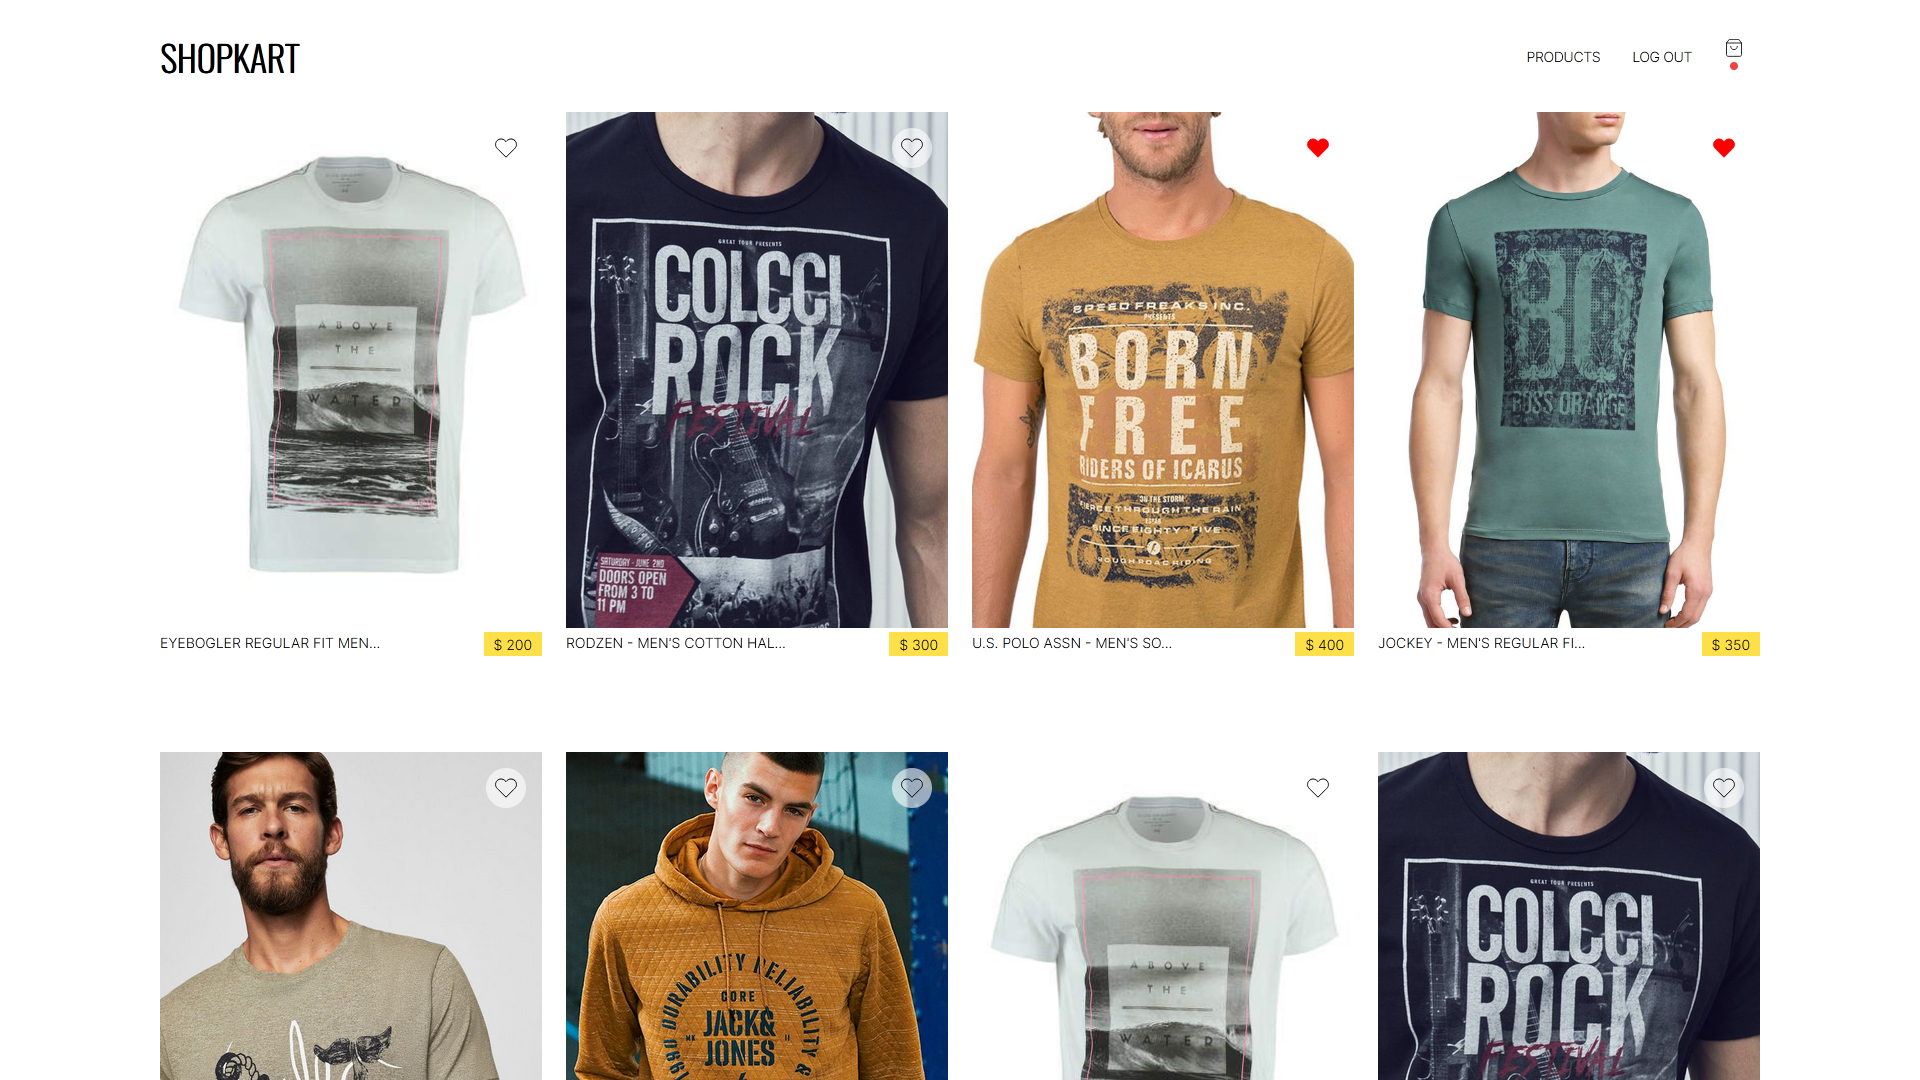 SHOPKART
PRODUCTS
LOG OUT
ABOVE
THE
WATER
GREAT TOUR PRESENTS
COLCCI
ROCK
FESTIVAL
SATURDAY - JUNE 2ND
DOORS OPEN
FROM 3 TO
11 PM
SPEED FREAKS INC.
PRESENTS
BORN
FREE
RIDERS OF ICARUS
ON THE STORM
FIERCE THROUGH THE RAIN
SINCE EIGHTY - FIVE
ROUGH ROAD RIDING
BO
BOSS ORANGE
EYEBOGLER REGULAR FIT MEN...
$ 200
RODZEN - MEN'S COTTON HAL...
$ 300
U.S. POLO ASSN - MEN'S SO...
$ 400
JOCKEY - MEN'S REGULAR FI...
$ 350
DURABILITY RELIABILITY &
CORE
JACK&
JONES
1990
ABOVE
THE
WATER
GREAT TOUR PRESENTS
COLCCI
ROCK
FESTIVAL